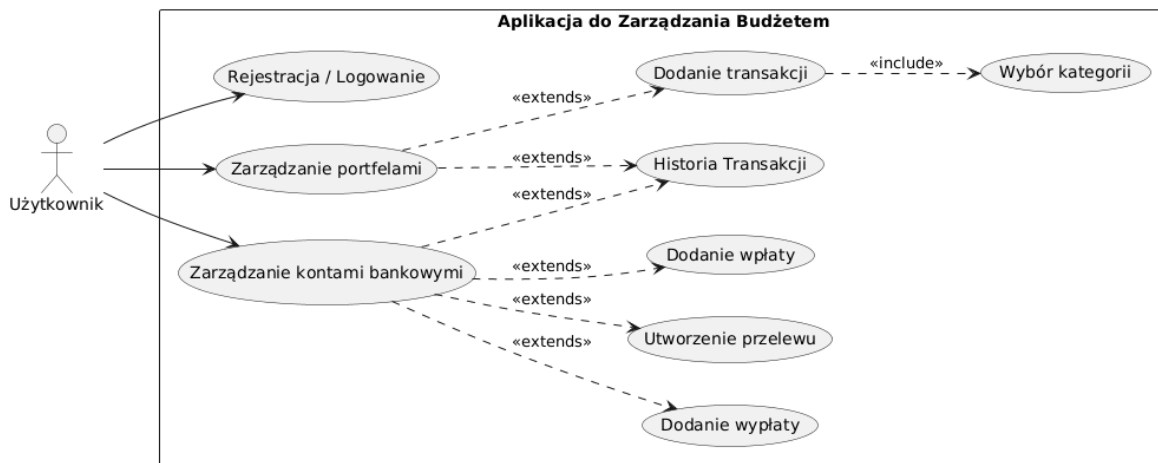 Aplikacja do Zarządzania Budżetem
Rejestracja / Logowanie
Dodanie transakcji
«include»
Wybór kategorii
«extends»
Zarządzanie portfelami
«extends»
Historia Transakcji
«extends»
Użytkownik
Zarządzanie kontami bankowymi
«extends»
Dodanie wpłaty
«extends»
Utworzenie przelewu
«extends»
Dodanie wypłaty